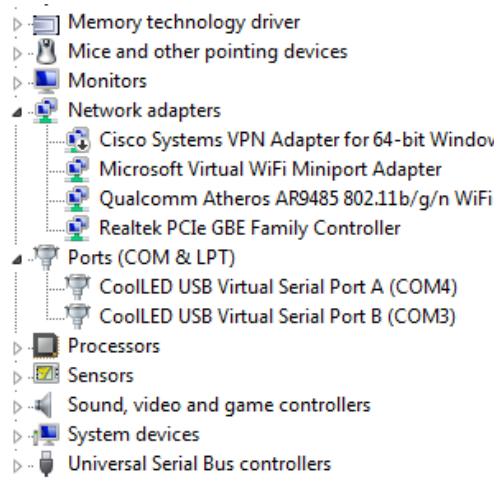 Memory technology driver
Mice and other pointing devices
Monitors
Network adapters
Cisco Systems VPN Adapter for 64-bit Window
Microsoft Virtual WiFi Miniport Adapter
Qualcomm Atheros AR9485 802.11b/g/n WiFi
Realtek PCIe GBE Family Controller
Ports (COM & LPT)
CoolLED USB Virtual Serial Port A (COM4)
CoolLED USB Virtual Serial Port B (COM3)
Processors
Sensors
Sound, video and game controllers
System devices
Universal Serial Bus controllers